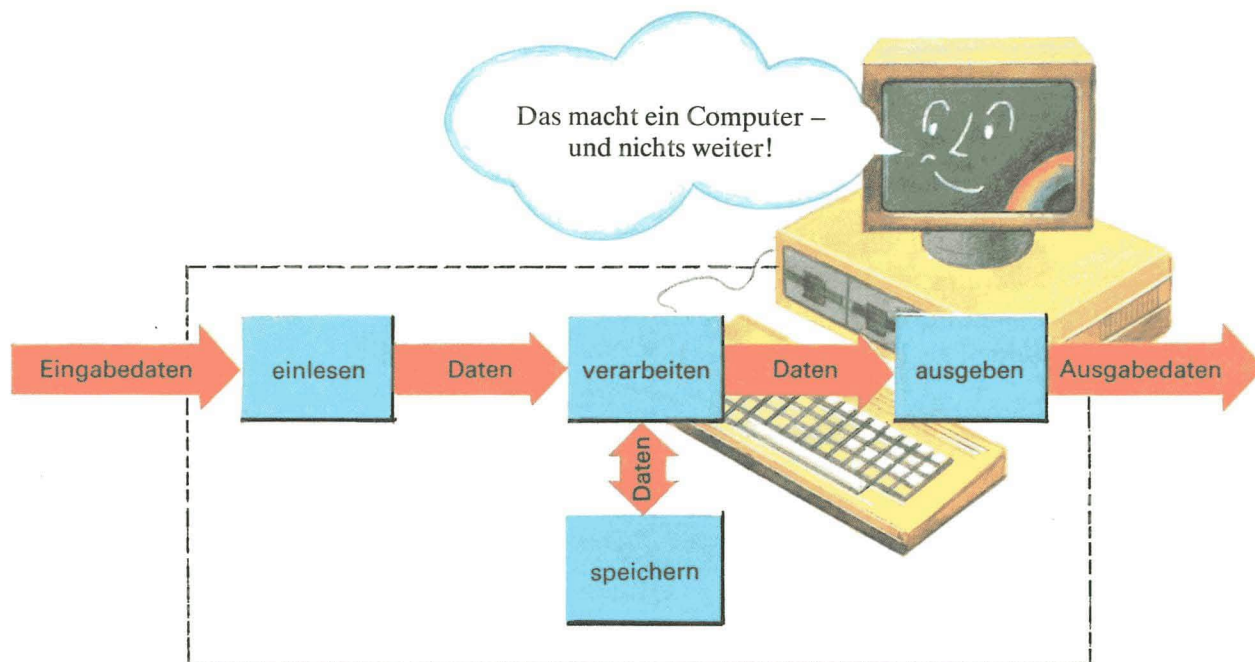 Das macht ein Computer –
und nichts weiter!
Eingabedaten
einlesen
Daten
verarbeiten
Daten
ausgeben
Ausgabedaten
Daten
speichern